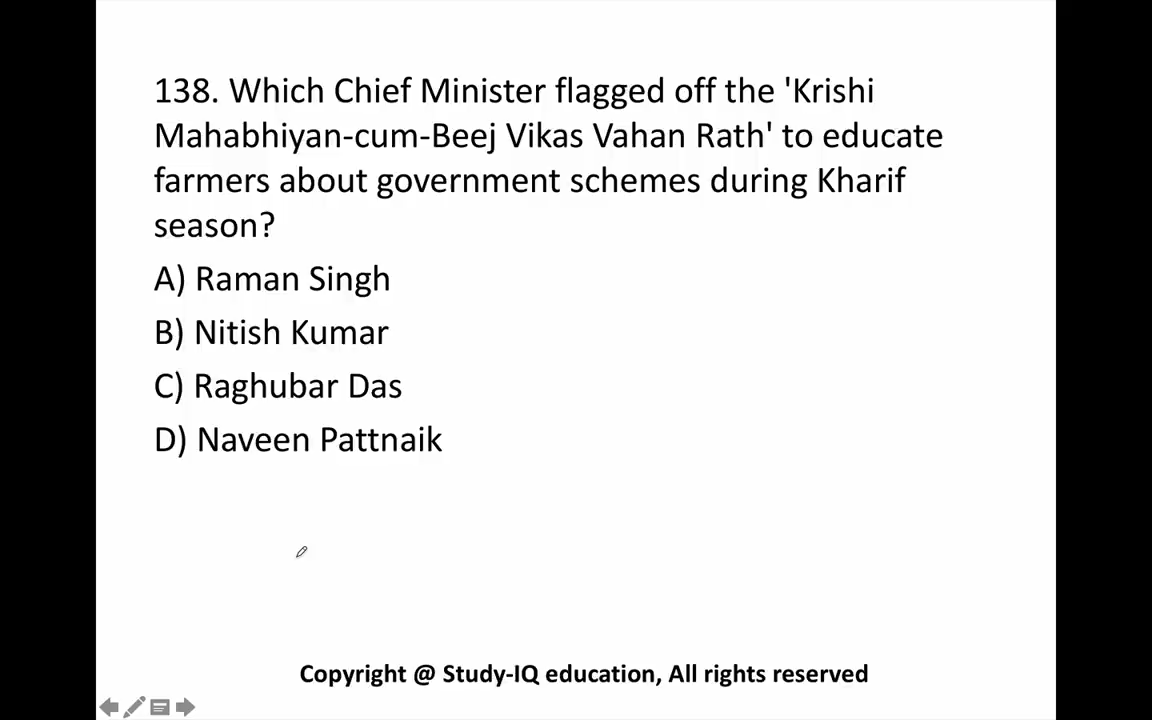 138. Which Chief Minister flagged off the 'Krishi
Mahabhiyan-cum-Beej Vikas Vahan Rath' to educate
farmers about government schemes during Kharif
season?
A) Raman Singh
B) Nitish Kumar
C) Raghubar Das
D) Naveen Pattnaik
Copyright @ Study-IQ education, All rights reserved